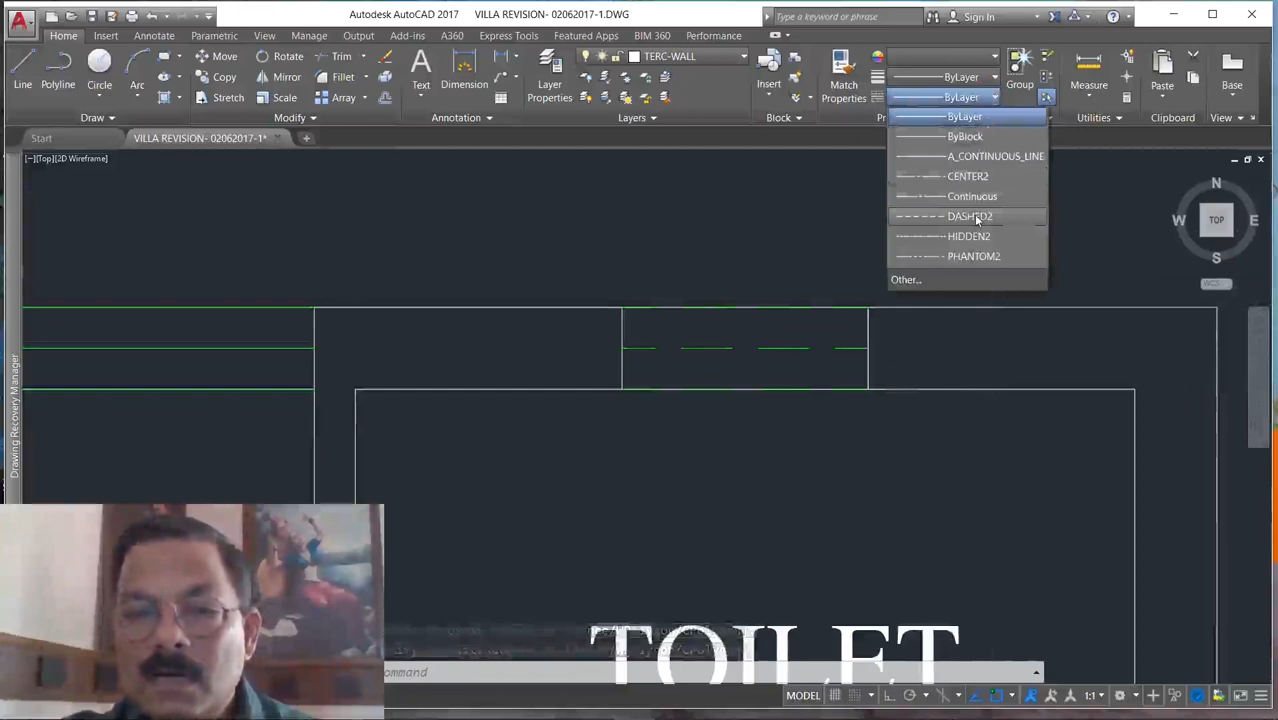 Autodesk AutoCAD 2017 VILLA REVISION- 02062017-1.DWG
Type a keyword or phrase
Sign In
Home Insert Annotate Parametric View Manage Output Add-ins A360 Express Tools Featured Apps BIM 360 Performance
Line Polyline Circle Arc
Move Rotate Trim
Copy Mirror Fillet
Stretch Scale Array
Text Dimension
Layer Properties
TERC-WALL
Insert
Match Properties
ByLayer
ByLayer
Group
Measure
Paste
Base
Draw Modify Annotation Layers Block Utilities Clipboard View
ByLayer
ByBlock
A_CONTINUOUS_LINE
CENTER2
Continuous
DASHED2
HIDDEN2
PHANTOM2
Other...
Start VILLA REVISION- 02062017-1*
[−][Top][2D Wireframe]
N
W TOP E
S
WCS
Drawing Recovery Manager
TOILET
Command
MODEL 1:1